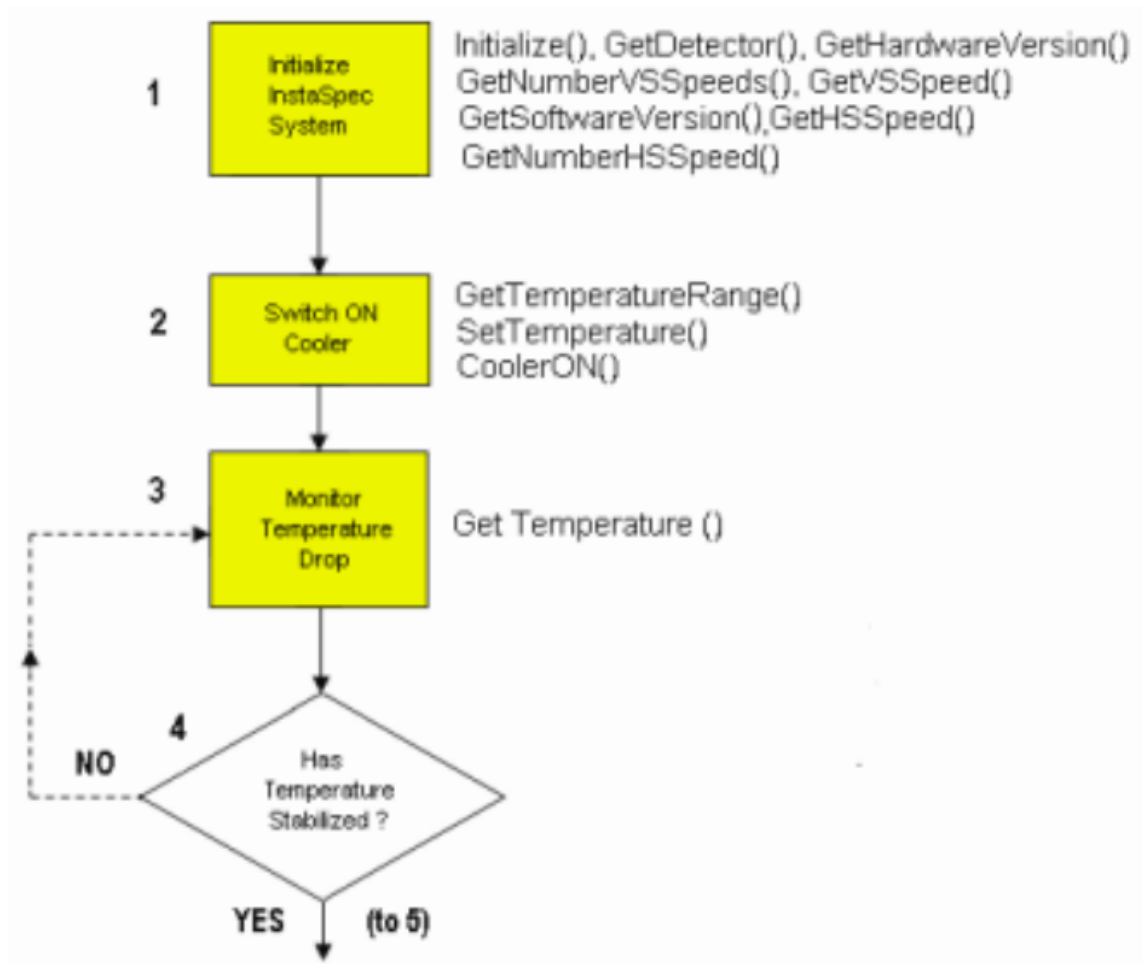 1
Initialize
InstaSpec
System
Initialize(), GetDetector(), GetHardwareVersion()
GetNumberVSSpeeds(), GetVSSpeed()
GetSoftwareVersion(),GetHSSpeed()
GetNumberHSSpeed()
2
Switch ON
Cooler
GetTemperatureRange()
SetTemperature()
CoolerON()
3
Monitor
Temperature
Drop
Get Temperature ()
4
NO
Has
Temperature
Stabilized ?
YES (to 5)